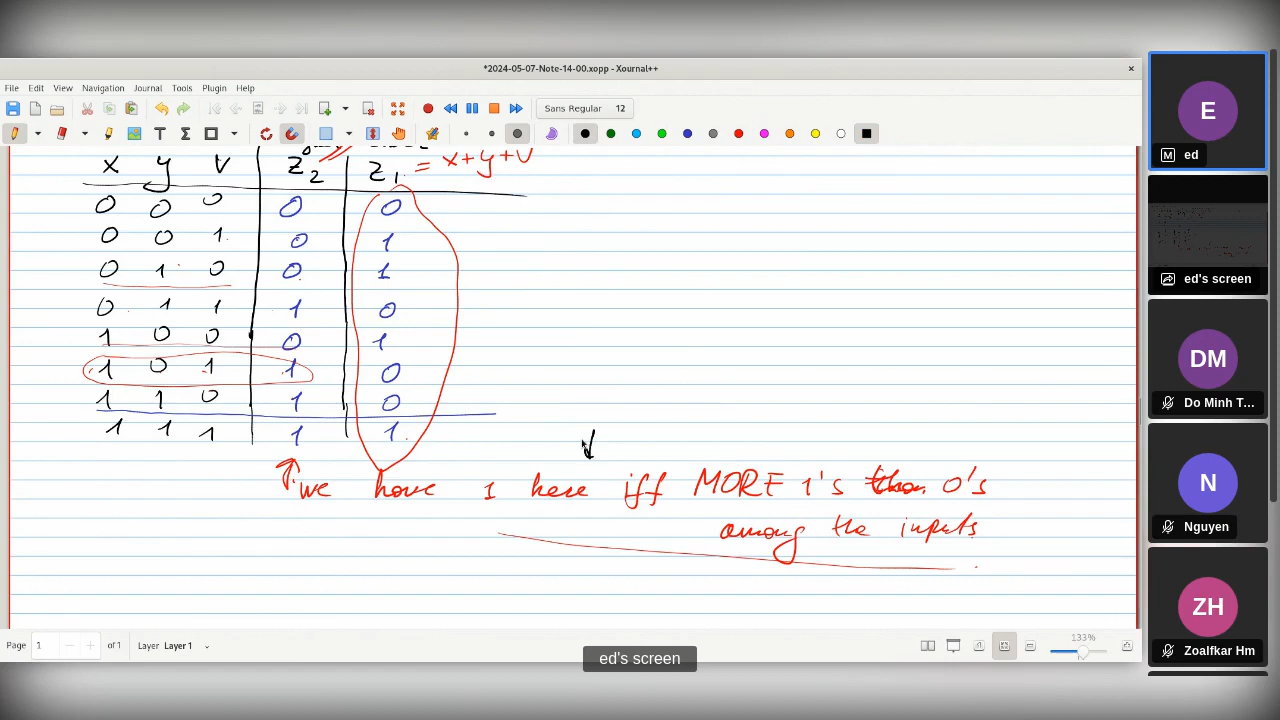 *2024-05-07-Note-14-00.xopp - Xournal++
File Edit View Navigation Journal Tools Plugin Help
Sans Regular 12
x y v z2 z1 = x+y+v
0 0 0 0 0
0 0 1 0 1
0 1 0 0 1
0 1 1 1 0
1 0 0 0 1
1 0 1 1 0
1 1 0 1 0
1 1 1 1 1
we have 1 here iff MORE 1's than 0's
among the inputs
Page 1 of 1 Layer Layer 1 133%
ed's screen
E
ed
ed's screen
DM
Do Minh T...
N
Nguyen
ZH
Zoalfkar Hm